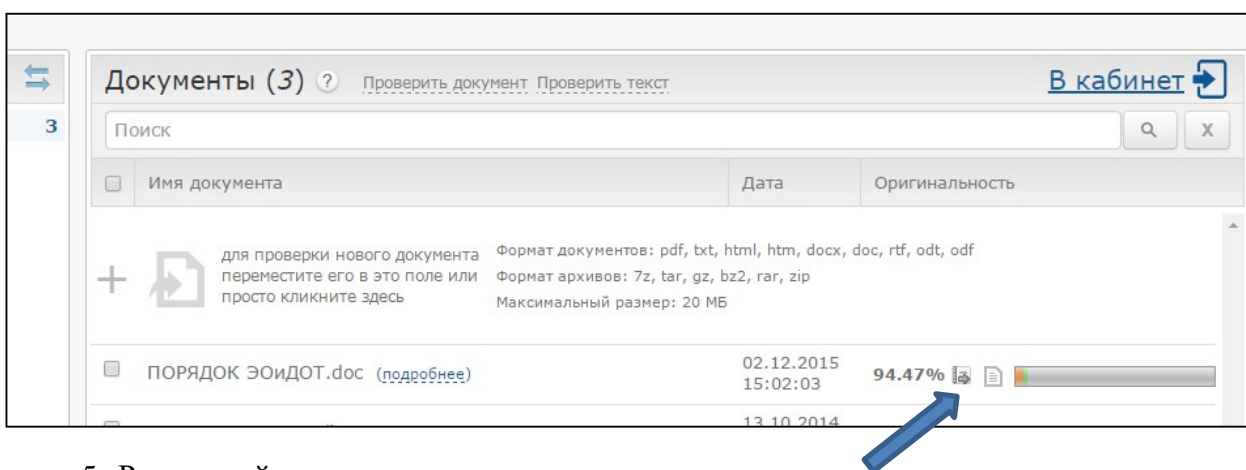 Документы (3) ? Проверить документ Проверить текст В кабинет
3
Поиск X
Имя документа Дата Оригинальность
для проверки нового документа
переместите его в это поле или
просто кликните здесь
Формат документов: pdf, txt, html, htm, docx, doc, rtf, odt, odf
Формат архивов: 7z, tar, gz, bz2, rar, zip
Максимальный размер: 20 МБ
ПОРЯДОК ЭОиДОТ.doc (подробнее) 02.12.2015
15:02:03 94.47%
13.10.2014